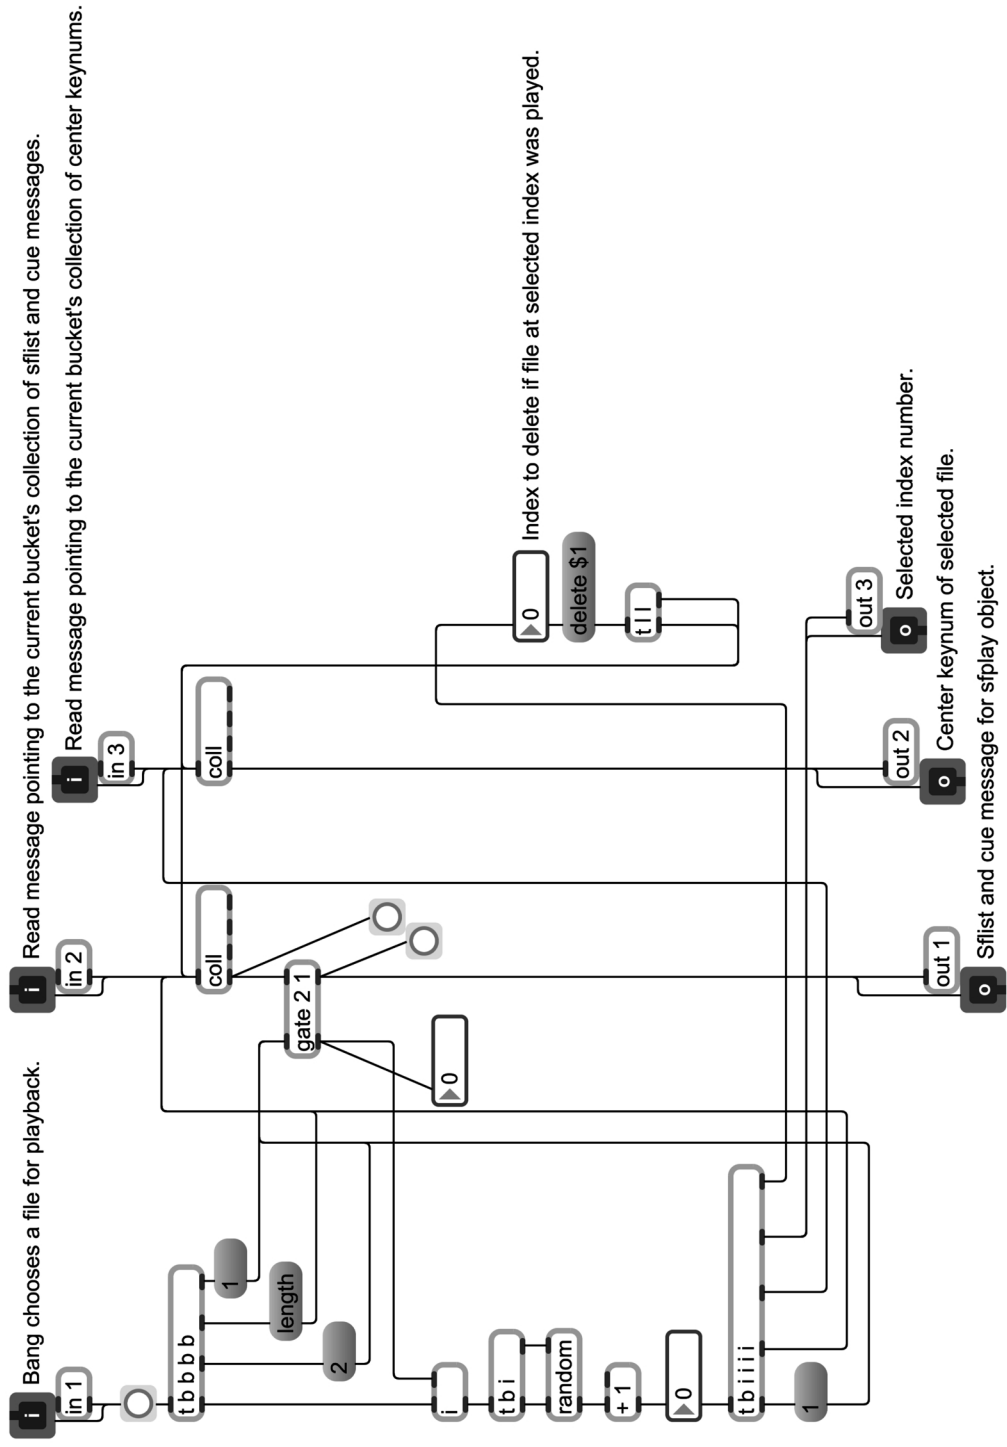 Bang chooses a file for playback.
Read message pointing to the current bucket's collection of sflist and cue messages.
Read message pointing to the current bucket's collection of center keynums.
i
in 1
i
in 2
i
in 3
t b b b b
1
coll
coll
length
gate 2 1
2
0
i
0
Index to delete if file at selected index was played.
t b i
delete $1
random
t l l
+ 1
0
t b i i i i
1
out 3
o
Selected index number.
out 2
o
Center keynum of selected file.
out 1
o
Sflist and cue message for sfplay object.